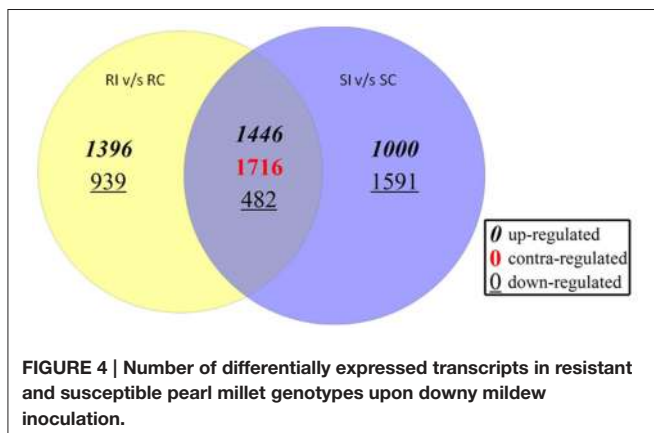 RI v/s RC
SI v/s SC
1396
939
1446
1716
482
1000
1591
0 up-regulated
0 contra-regulated
0 down-regulated
FIGURE 4 | Number of differentially expressed transcripts in resistant
and susceptible pearl millet genotypes upon downy mildew
inoculation.